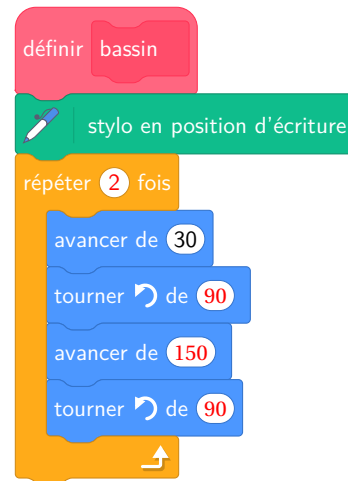 définir bassin
stylo en position d'écriture
répéter 2 fois
avancer de 30
tourner de 90
avancer de 150
tourner de 90